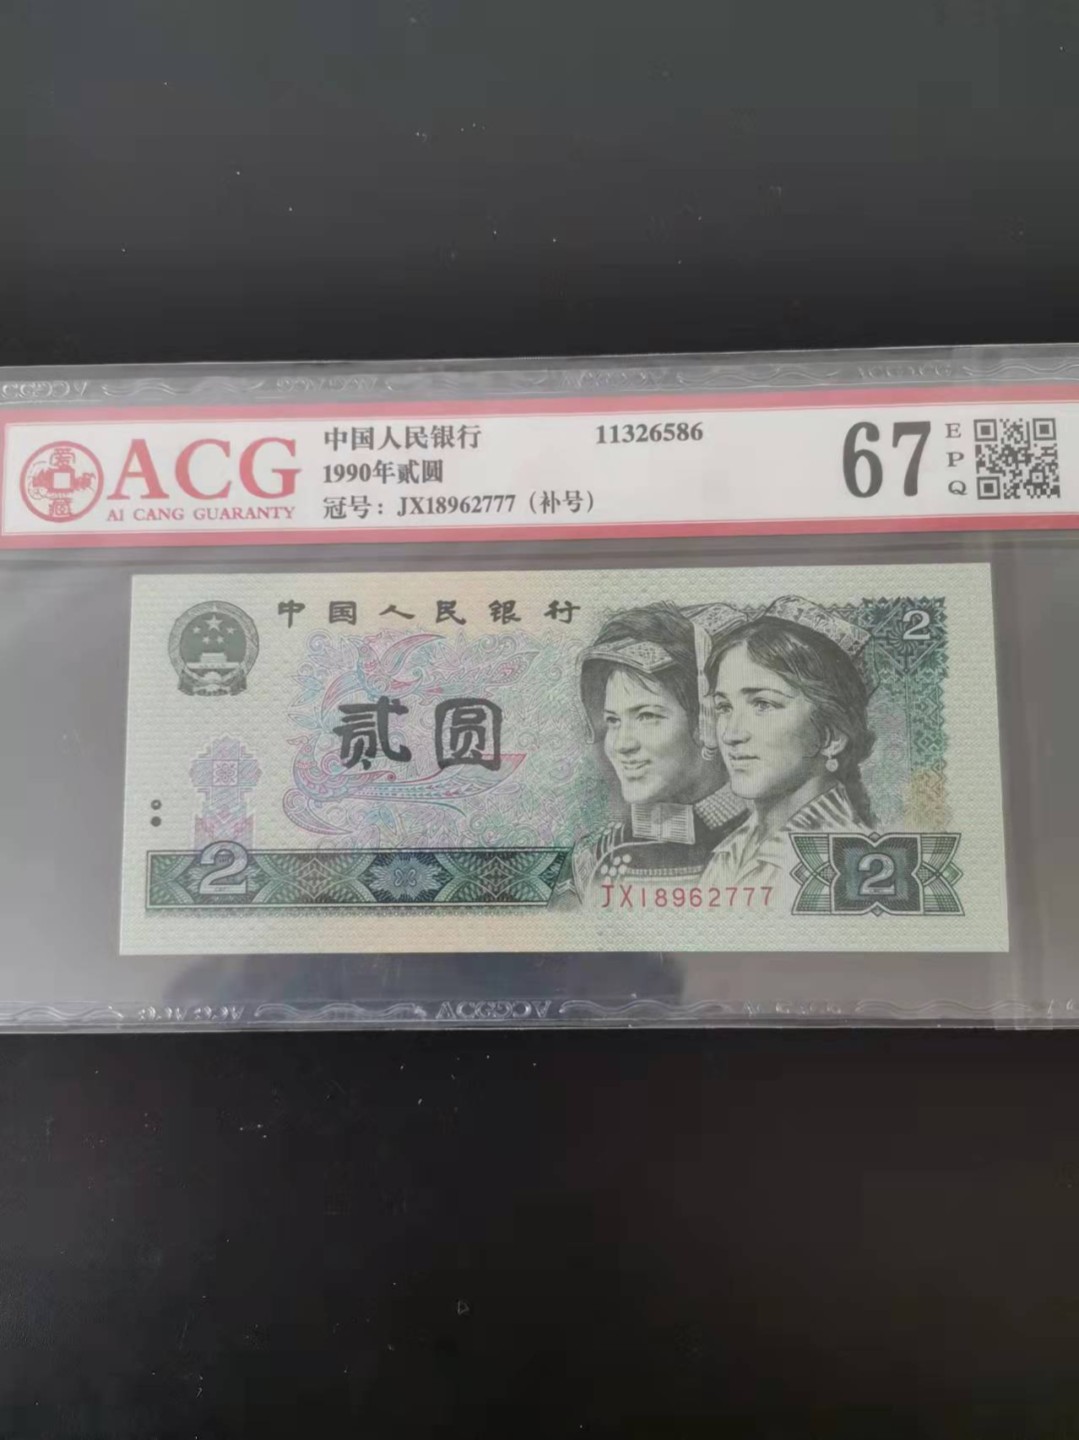 ACG
AI CANG GUARANTY
中国人民银行
11326586
1990年贰圆
冠号：JX18962777（补号）
67
EPQ
中国人民银行
2
贰圆
2
JX18962777
2